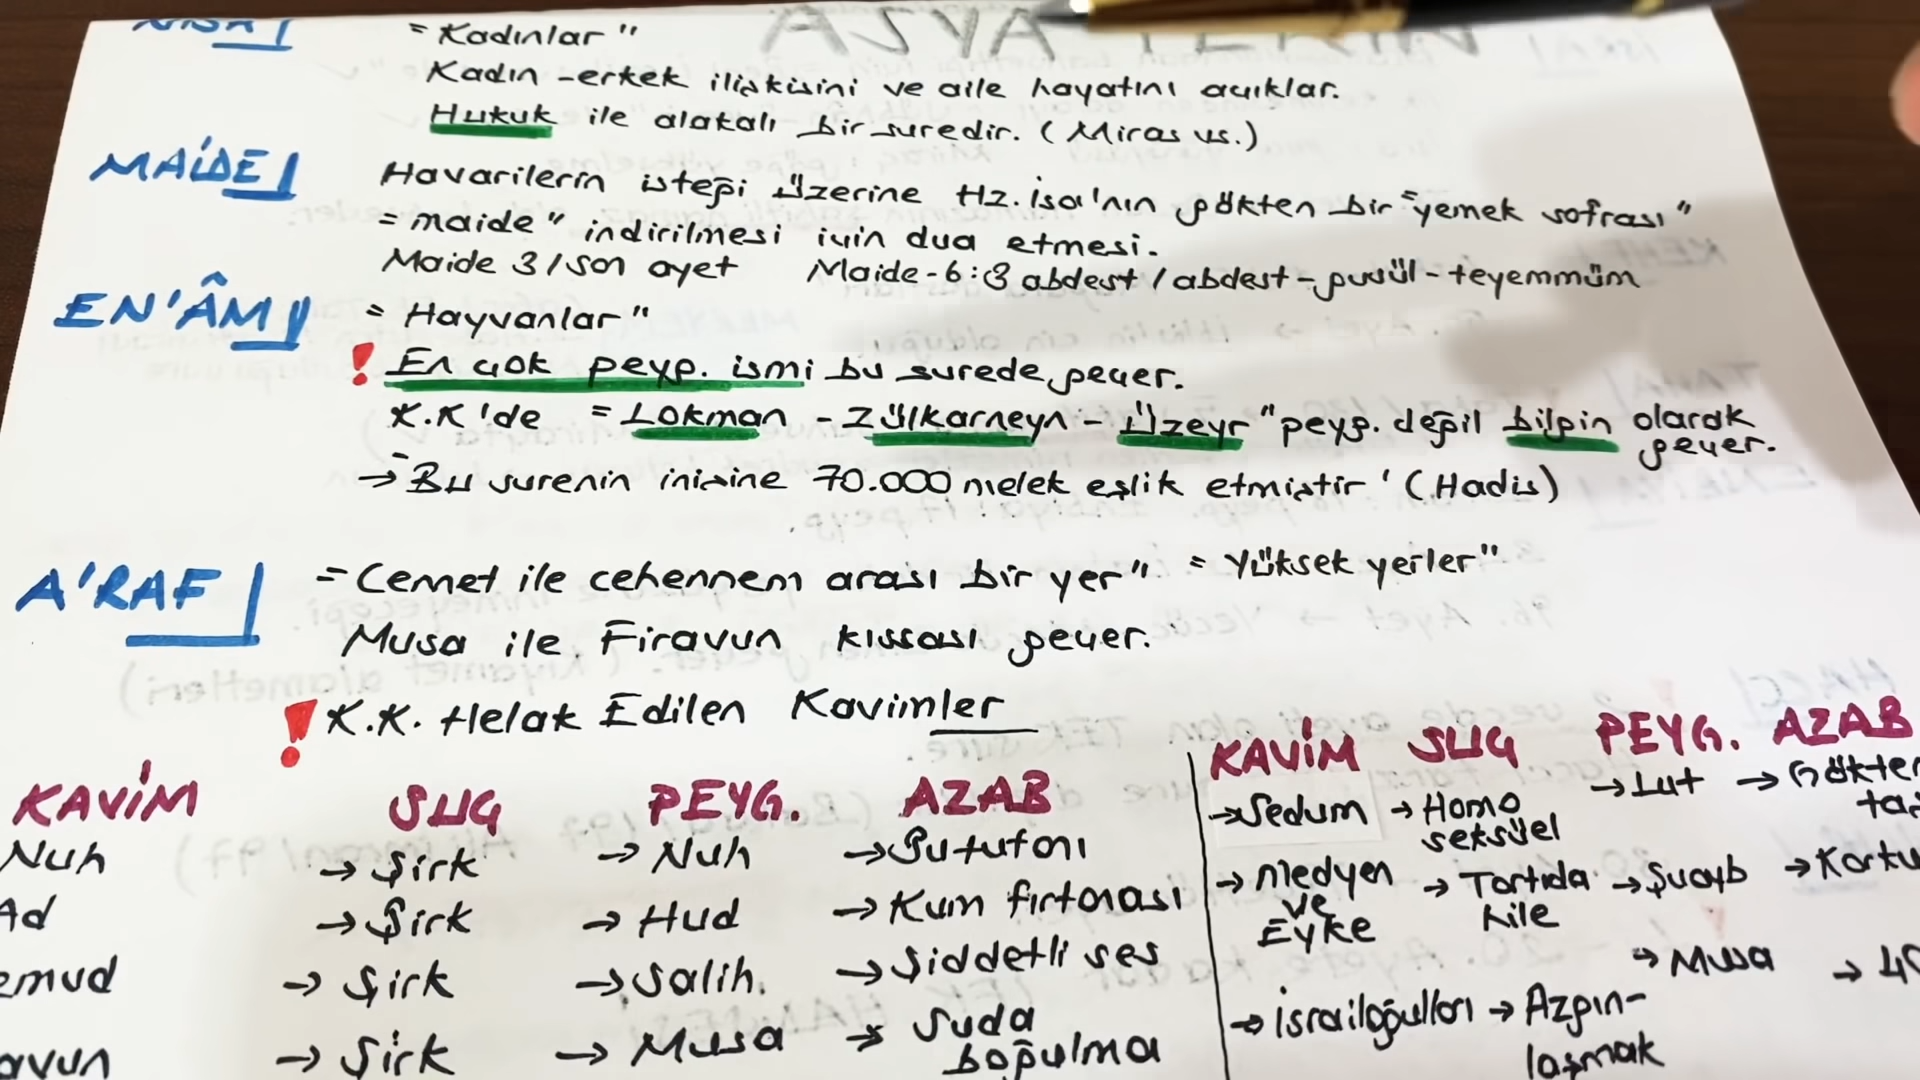 NİSA
"Kadınlar"
Kadın-erkek ilişkisini ve aile hayatını açıklar.
Hukuk ile alakalı bir suredir. (Miras vs.)
MAİDE
Havarilerin isteği üzerine Hz. İsa'nın gökten bir "yemek sofrası"
"maide" indirilmesi için dua etmesi.
Maide 3/son ayet Maide-6:8 abdest/abdest-gusül-teyemmüm
EN'ÂM
"Hayvanlar"
! En çok peyg. ismi bu surede geçer.
K.K'de "Lokman - Zülkarneyn - Üzeyr" peyg. değil bilgin olarak
geçer.
→ Bu surenin inişine 70.000 melek eşlik etmiştir' (Hadis)
A'RAF
"Cennet ile cehennem arası bir yer" "Yüksek yerler"
Musa ile Firavun kıssası geçer.
! K.K. Helak Edilen Kavimler
KAVİM SUÇ PEYG. AZAB
Nuh → Şirk → Nuh →
Ad → Şirk → Hud → Kum fırtınası
→ Şirk → Salih. → Şiddetli ses
→ Şirk → Musa → Suda
boğulma
KAVİM SUÇ PEYG. AZAB
→ Sedum → Homo → Lut →
seksüel
→ Medyen → Tartıda → Şuayb →
ve hile
Eyke
→ İsrailoğulları → Azgın- → Musa →
laşmak